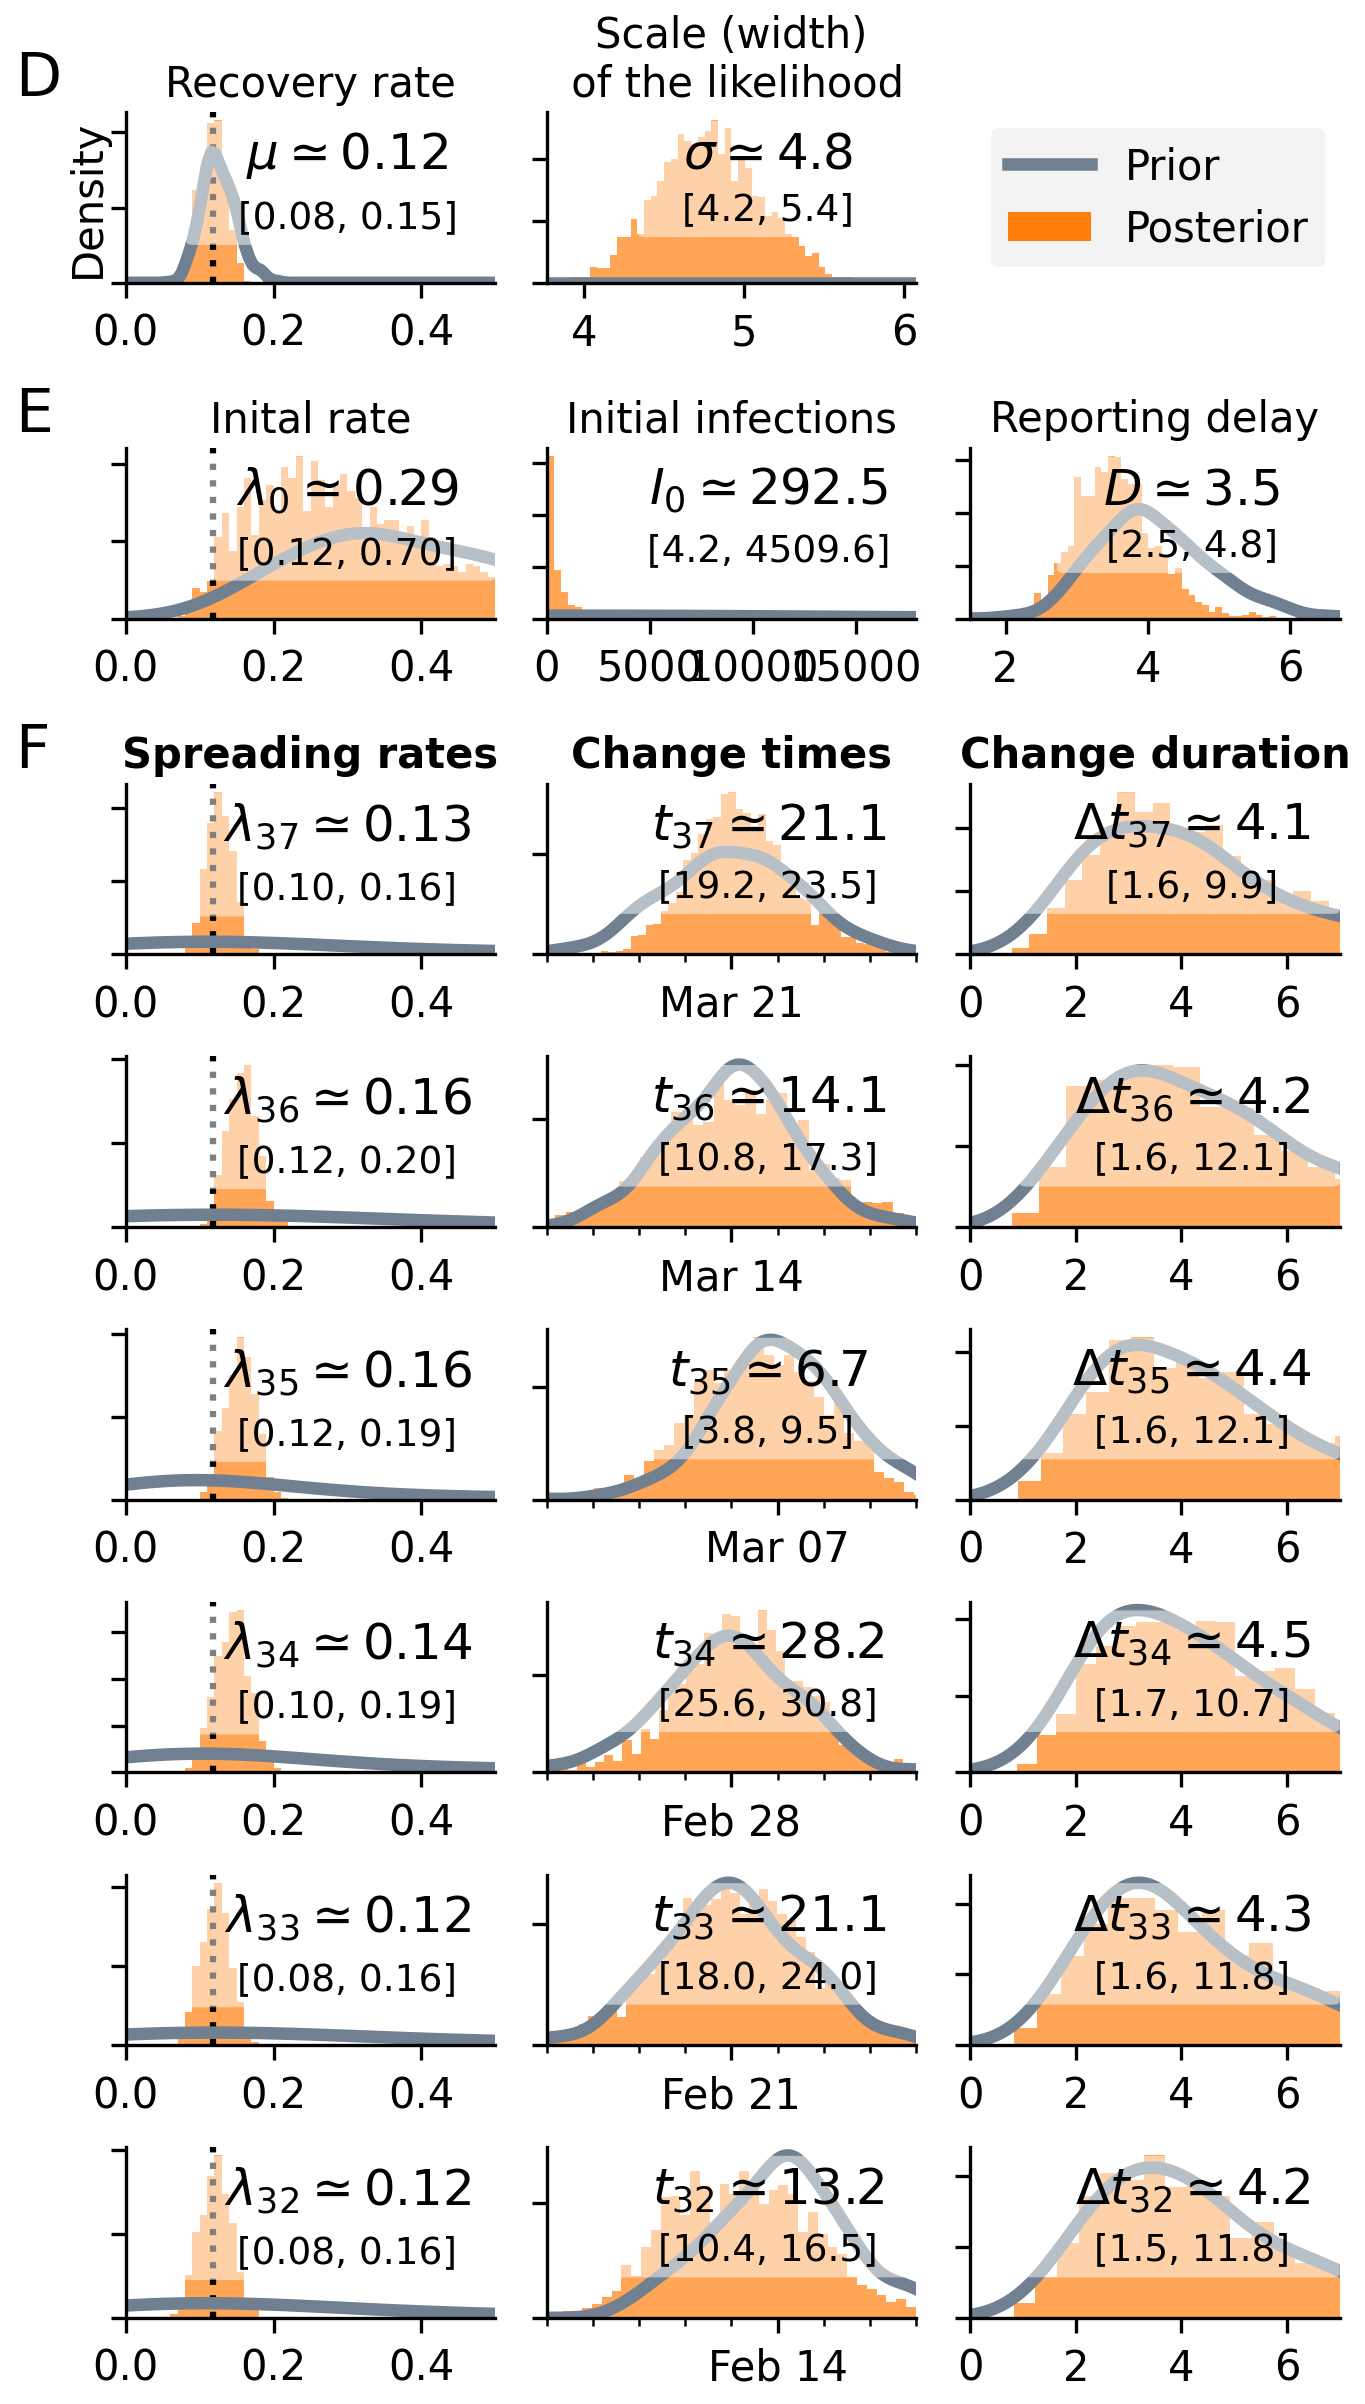 D
Recovery rate
Scale (width)
of the likelihood
Density
μ ≃ 0.12
[0.08, 0.15]
σ ≃ 4.8
[4.2, 5.4]
Prior
Posterior
0.0 0.2 0.4
4 5 6
E
Inital rate
Initial infections
Reporting delay
λ₀ ≃ 0.29
[0.12, 0.70]
I₀ ≃ 292.5
[4.2, 4509.6]
D ≃ 3.5
[2.5, 4.8]
0.0 0.2 0.4
0 5000 10000 15000
2 4 6
F
Spreading rates
Change times
Change duration
λ₃₇ ≃ 0.13
[0.10, 0.16]
t₃₇ ≃ 21.1
[19.2, 23.5]
Δt₃₇ ≃ 4.1
[1.6, 9.9]
0.0 0.2 0.4
Mar 21
0 2 4 6
λ₃₆ ≃ 0.16
[0.12, 0.20]
t₃₆ ≃ 14.1
[10.8, 17.3]
Δt₃₆ ≃ 4.2
[1.6, 12.1]
0.0 0.2 0.4
Mar 14
0 2 4 6
λ₃₅ ≃ 0.16
[0.12, 0.19]
t₃₅ ≃ 6.7
[3.8, 9.5]
Δt₃₅ ≃ 4.4
[1.6, 12.1]
0.0 0.2 0.4
Mar 07
0 2 4 6
λ₃₄ ≃ 0.14
[0.10, 0.19]
t₃₄ ≃ 28.2
[25.6, 30.8]
Δt₃₄ ≃ 4.5
[1.7, 10.7]
0.0 0.2 0.4
Feb 28
0 2 4 6
λ₃₃ ≃ 0.12
[0.08, 0.16]
t₃₃ ≃ 21.1
[18.0, 24.0]
Δt₃₃ ≃ 4.3
[1.6, 11.8]
0.0 0.2 0.4
Feb 21
0 2 4 6
λ₃₂ ≃ 0.12
[0.08, 0.16]
t₃₂ ≃ 13.2
[10.4, 16.5]
Δt₃₂ ≃ 4.2
[1.5, 11.8]
0.0 0.2 0.4
Feb 14
0 2 4 6